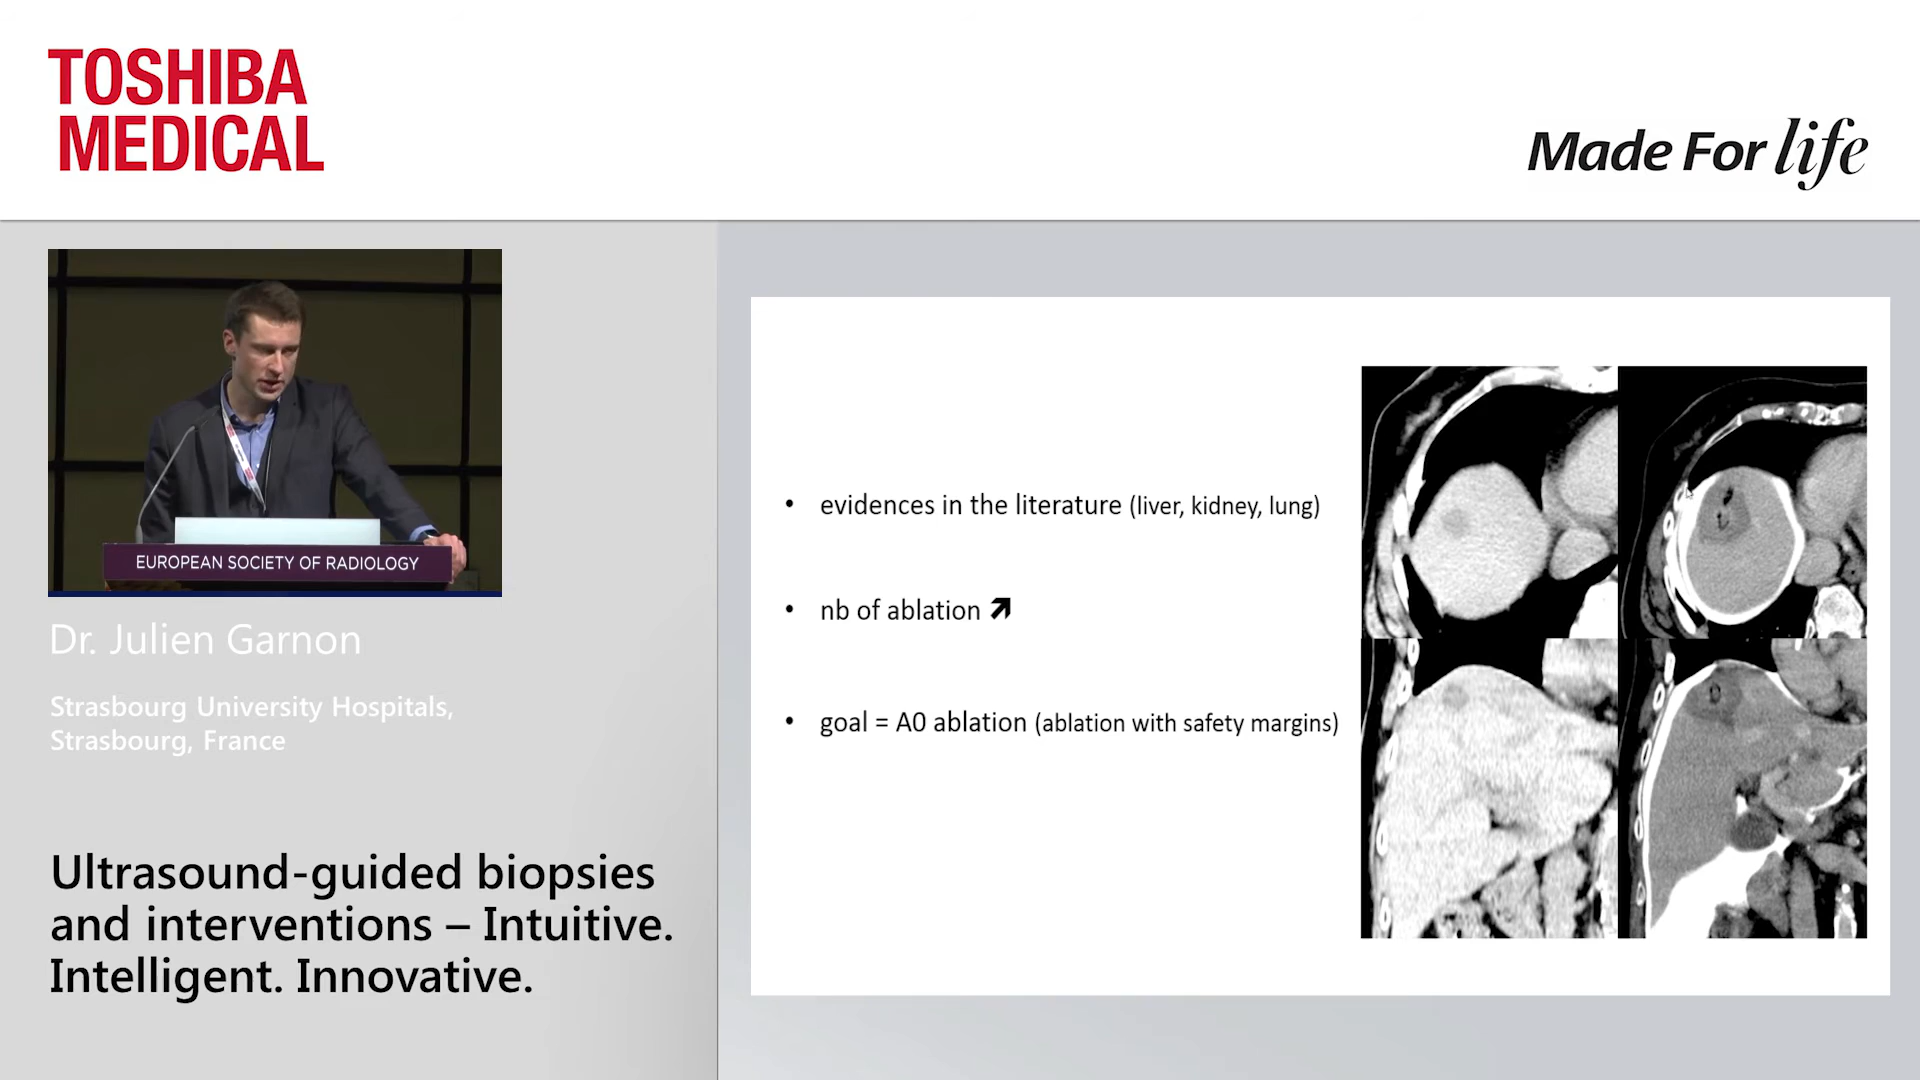 TOSHIBA
MEDICAL
Made For life
EUROPEAN SOCIETY OF RADIOLOGY
Dr. Julien Garnon
Strasbourg University Hospitals,
Strasbourg, France
Ultrasound-guided biopsies
and interventions – Intuitive.
Intelligent. Innovative.
• evidences in the literature (liver, kidney, lung)
• nb of ablation ↗
• goal = A0 ablation (ablation with safety margins)